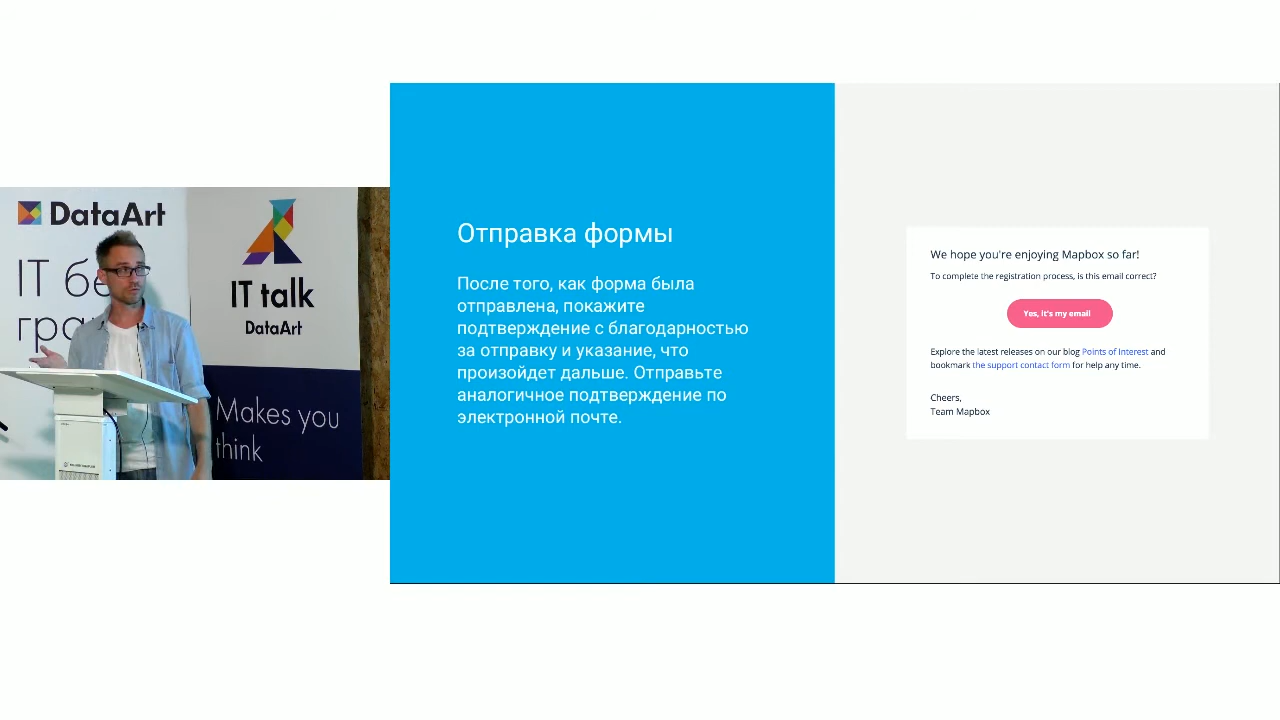 DataArt
IT бе
гра
IT talk
DataArt
Makes you
think
Отправка формы
После того, как форма была
отправлена, покажите
подтверждение с благодарностью
за отправку и указание, что
произойдет дальше. Отправьте
аналогичное подтверждение по
электронной почте.
We hope you're enjoying Mapbox so far!
To complete the registration process, is this email correct?
Yes, it's my email
Explore the latest releases on our blog Points of Interest and
bookmark the support contact form for help any time.
Cheers,
Team Mapbox